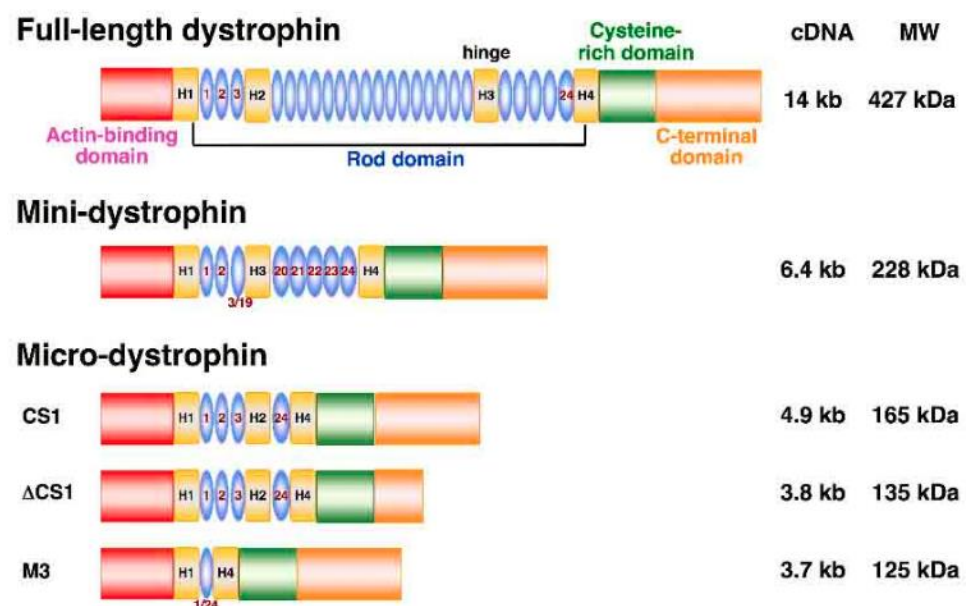 Full-length dystrophin
Cysteine-
rich domain
cDNA MW
hinge
H1 1 2 3 H2 H3 24 H4
14 kb 427 kDa
Actin-binding
domain
Rod domain
C-terminal
domain
Mini-dystrophin
H1 1 2 H3 20 21 22 23 24 H4
3/19
6.4 kb 228 kDa
Micro-dystrophin
CS1 H1 1 2 3 H2 24 H4 4.9 kb 165 kDa
ΔCS1 H1 1 2 3 H2 24 H4 3.8 kb 135 kDa
M3 H1 H4 3.7 kb 125 kDa
1/24